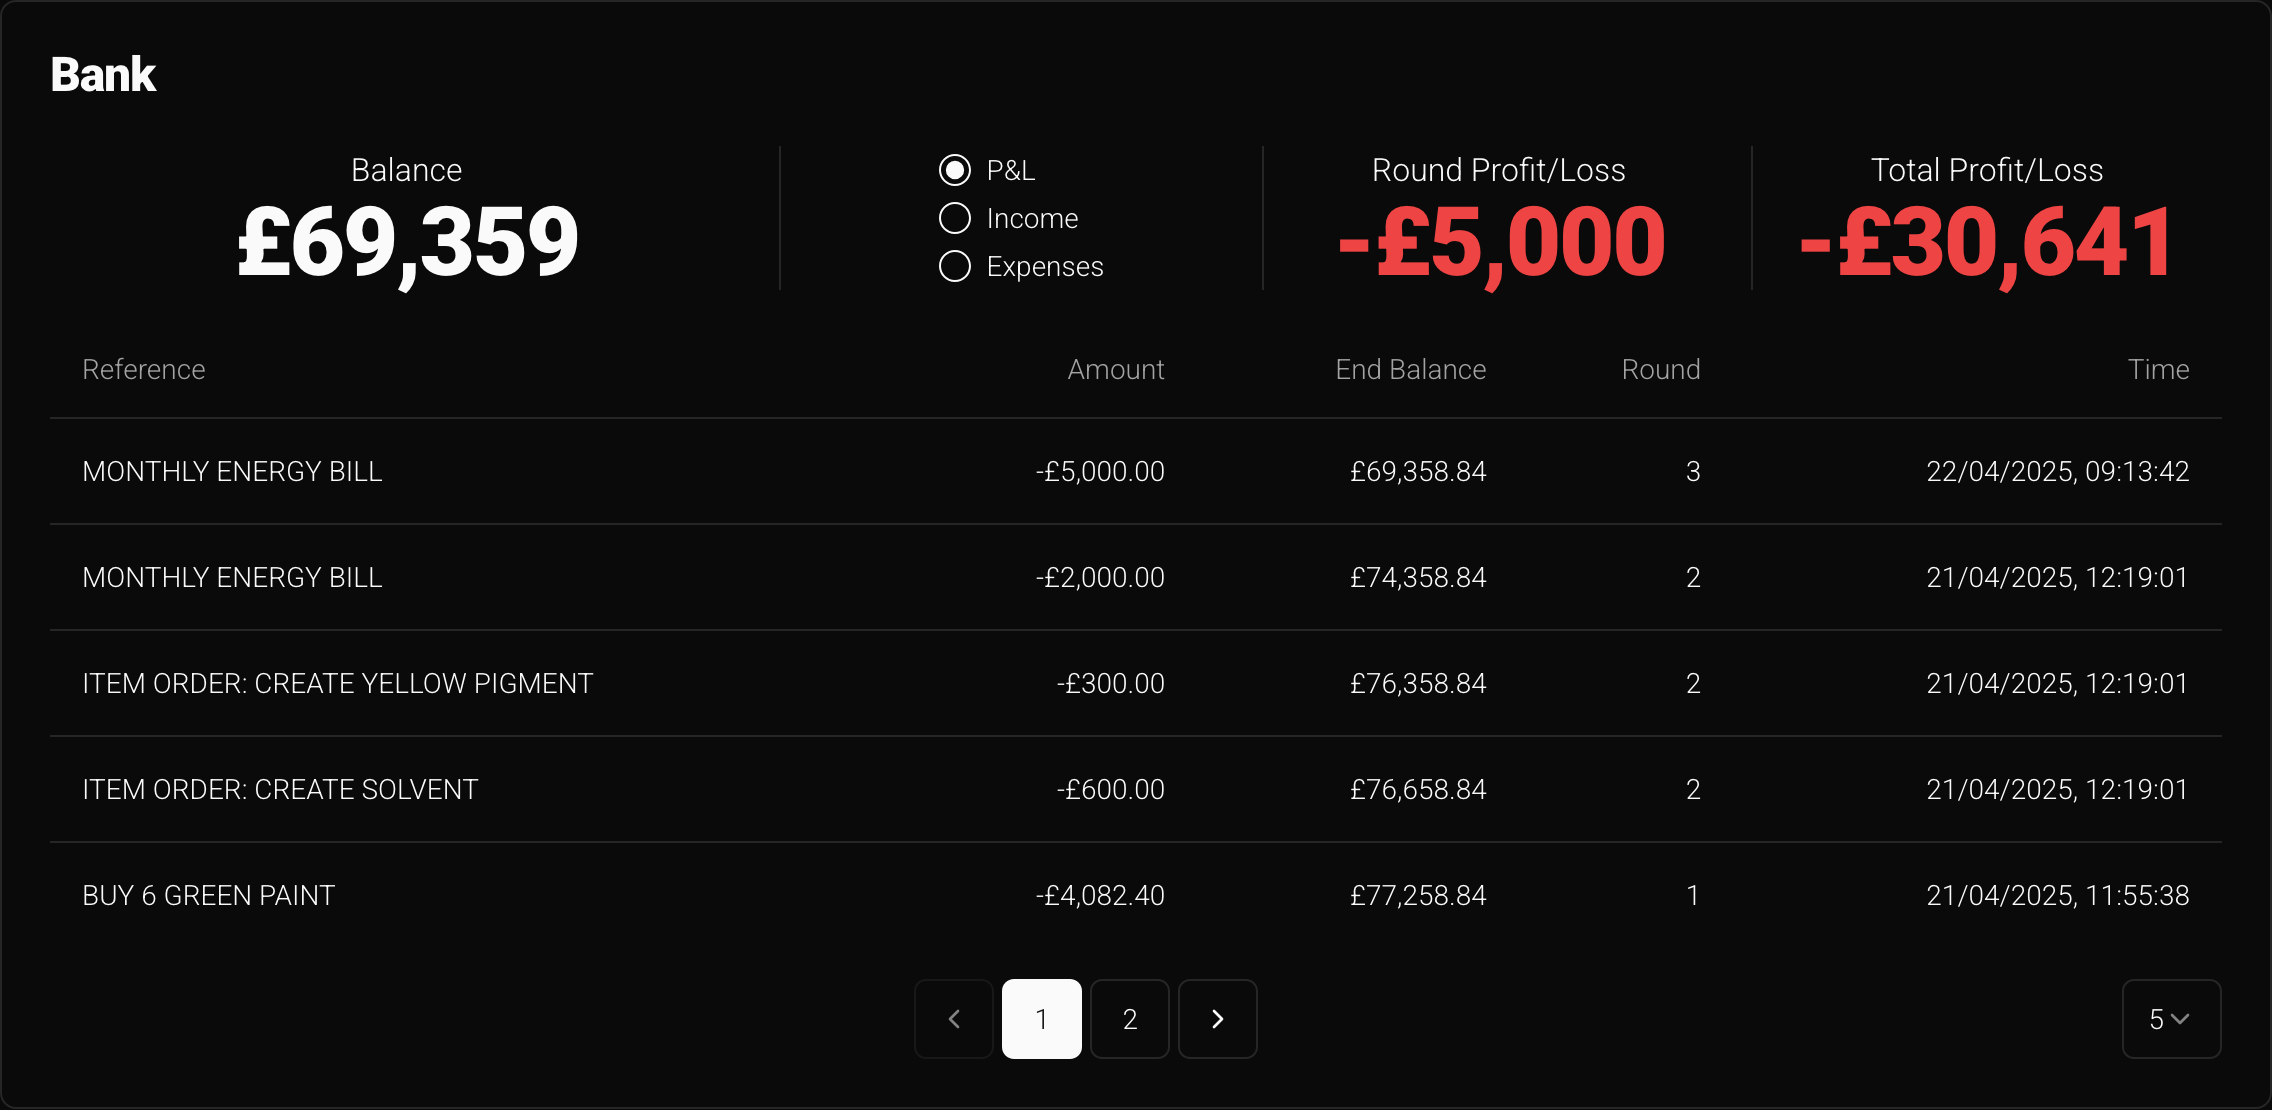 Bank
Balance
£69,359
P&L
Income
Expenses
Round Profit/Loss
-£5,000
Total Profit/Loss
-£30,641
Reference Amount End Balance Round Time
MONTHLY ENERGY BILL -£5,000.00 £69,358.84 3 22/04/2025, 09:13:42
MONTHLY ENERGY BILL -£2,000.00 £74,358.84 2 21/04/2025, 12:19:01
ITEM ORDER: CREATE YELLOW PIGMENT -£300.00 £76,358.84 2 21/04/2025, 12:19:01
ITEM ORDER: CREATE SOLVENT -£600.00 £76,658.84 2 21/04/2025, 12:19:01
BUY 6 GREEN PAINT -£4,082.40 £77,258.84 1 21/04/2025, 11:55:38
1 2 5